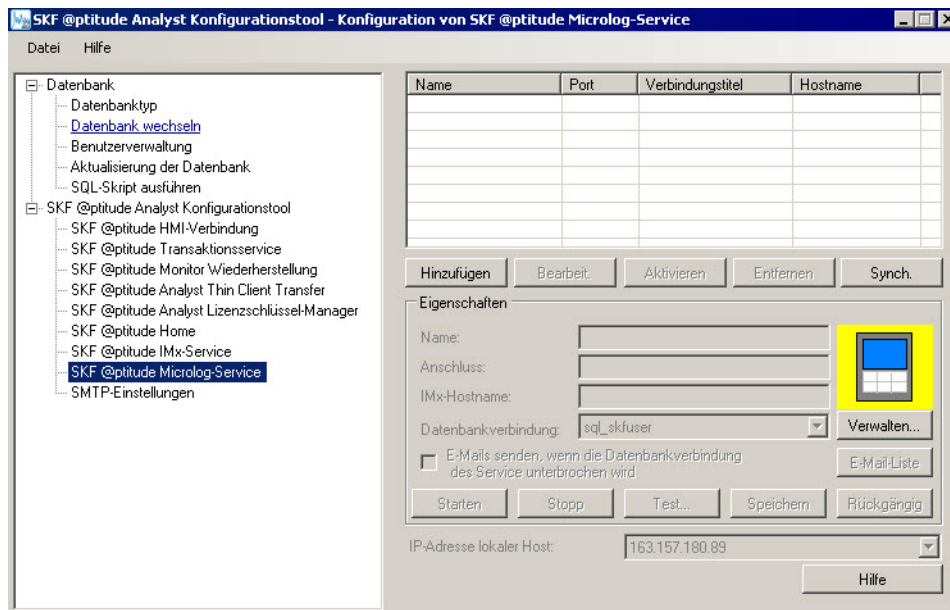 SKF @ptitude Analyst Konfigurationstool - Konfiguration von SKF @ptitude Microlog-Service
Datei Hilfe
Datenbank
Datenbanktyp
Datenbank wechseln
Benutzerverwaltung
Aktualisierung der Datenbank
SQL-Skript ausführen
SKF @ptitude Analyst Konfigurationstool
SKF @ptitude HMI-Verbindung
SKF @ptitude Transaktionsservice
SKF @ptitude Monitor Wiederherstellung
SKF @ptitude Analyst Thin Client Transfer
SKF @ptitude Analyst Lizenzschlüssel-Manager
SKF @ptitude Home
SKF @ptitude IMx-Service
SKF @ptitude Microlog-Service
SMTP-Einstellungen
Name Port Verbindungstitel Hostname
Hinzufügen Bearbeit. Aktivieren Entfernen Synch.
Eigenschaften
Name:
Anschluss:
IMx-Hostname:
Datenbankverbindung: sql_skfuser
Verwalten...
E-Mails senden, wenn die Datenbankverbindung
des Service unterbrochen wird
E-Mail-Liste
Starten Stopp Test... Speichern Rückgängig
IP-Adresse lokaler Host: 163.157.180.89
Hilfe